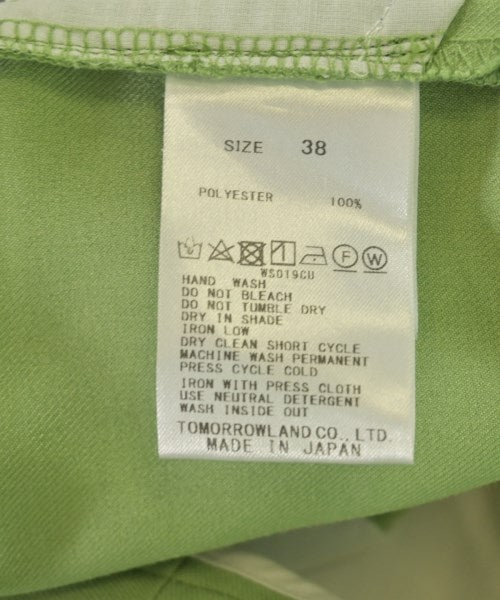 SIZE 38
POLYESTER 100%
F W
WS019CU
HAND WASH
DO NOT BLEACH
DO NOT TUMBLE DRY
DRY IN SHADE
IRON LOW
DRY CLEAN SHORT CYCLE
MACHINE WASH PERMANENT
PRESS CYCLE COLD
IRON WITH PRESS CLOTH
USE NEUTRAL DETERGENT
WASH INSIDE OUT
TOMORROWLAND CO., LTD.
MADE IN JAPAN